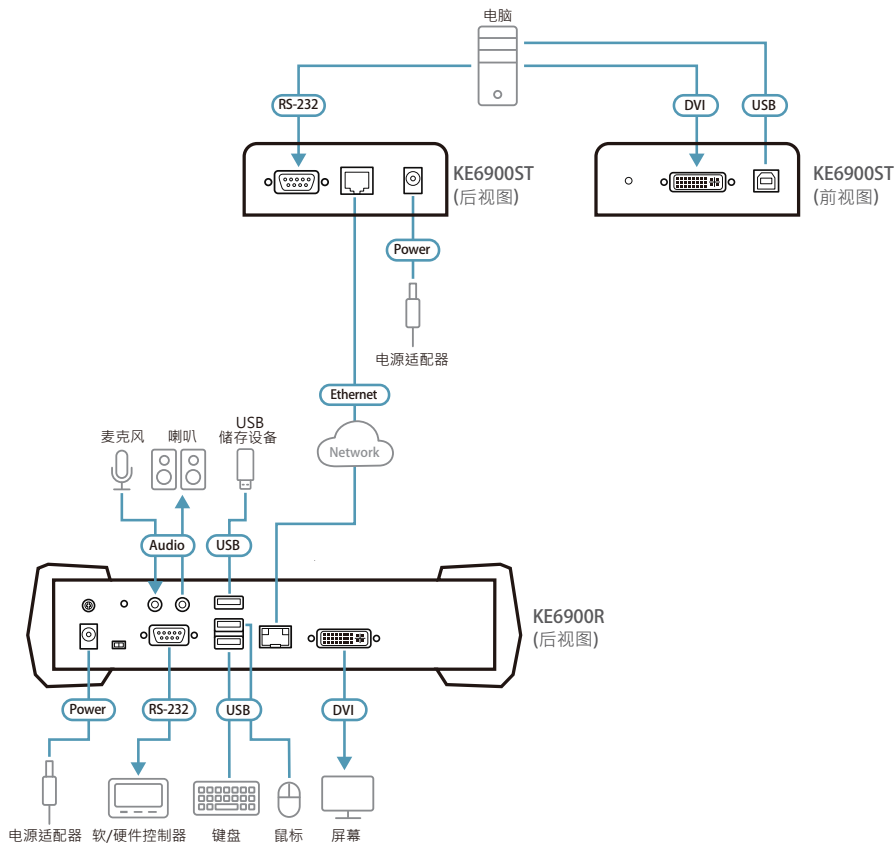 电脑
RS-232
DVI
USB
KE6900ST
(后视图)
KE6900ST
(前视图)
Power
电源适配器
Ethernet
Network
麦克风
喇叭
USB
储存设备
Audio
USB
KE6900R
(后视图)
Power
RS-232
USB
DVI
电源适配器
软/硬件控制器
键盘
鼠标
屏幕